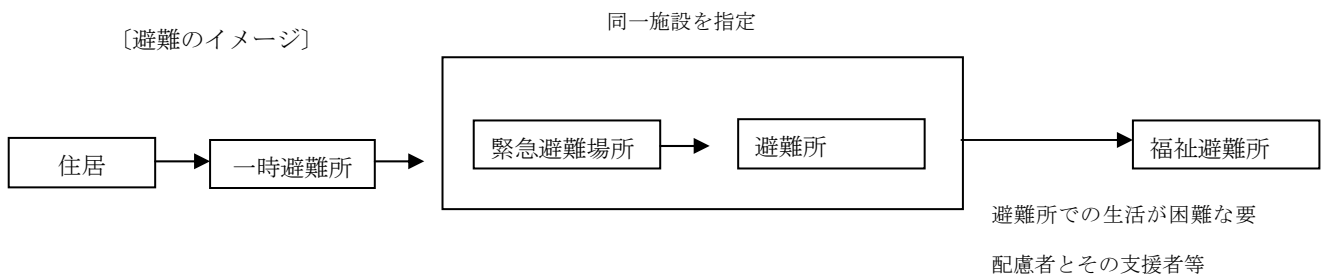 同一施設を指定
〔避難のイメージ〕
住居
一時避難所
緊急避難場所
避難所
福祉避難所
避難所での生活が困難な要
配慮者とその支援者等